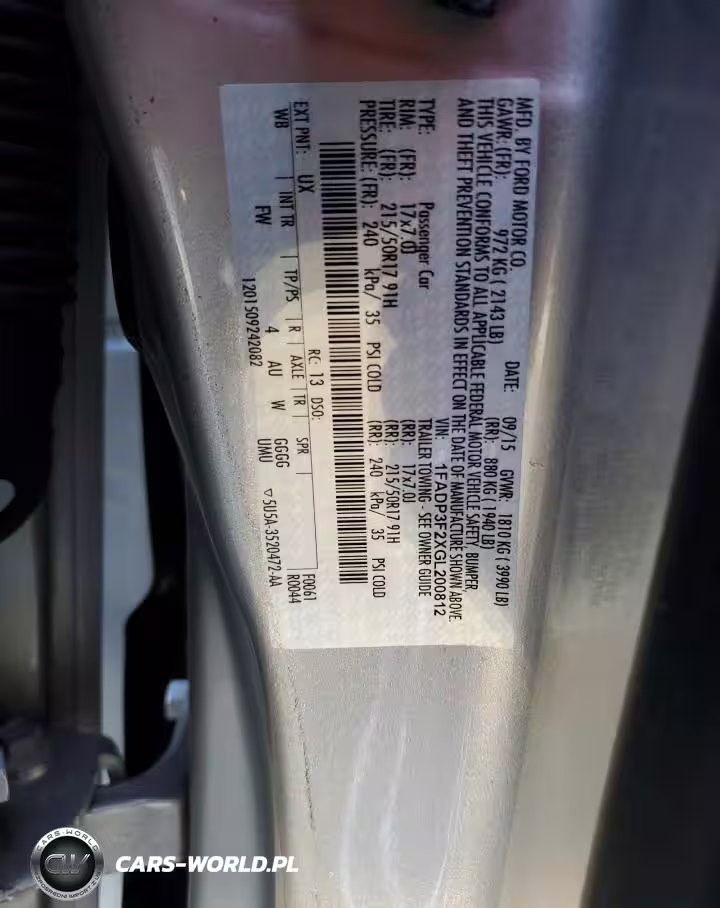 MFD. BY FORD MOTOR CO.
DATE: 09/15 GVWR: 1810 KG ( 3990 LB)
GAWR: (FR): 972 KG ( 2143 LB) (RR): 880 KG ( 1940 LB)
THIS VEHICLE CONFORMS TO ALL APPLICABLE FEDERAL MOTOR VEHICLE SAFETY, BUMPER,
AND THEFT PREVENTION STANDARDS IN EFFECT ON THE DATE OF MANUFACTURE SHOWN ABOVE.
VIN: 1FADP3F2XGL200812
TYPE: Passenger Car TRAILER TOWING - SEE OWNER GUIDE
RIM: (FR): 17x7.0J (RR): 17x7.0J
TIRE: (FR): 215/50R17 91H (RR): 215/50R17 91H
PRESSURE: (FR): 240 kPa/ 35 PSI COLD (RR): 240 kPa/ 35 PSI COLD
RC: 13 DSO: F0061
EXT PNT: UX R0044
WB | INT TR | TP/PS | R | AXLE | TR | SPR |
FW 4 AU W GGGG
UMU
1201509242082 ▽5U5A-3520472-AA
CARS-WORLD
CW
CARS-WORLD.PL